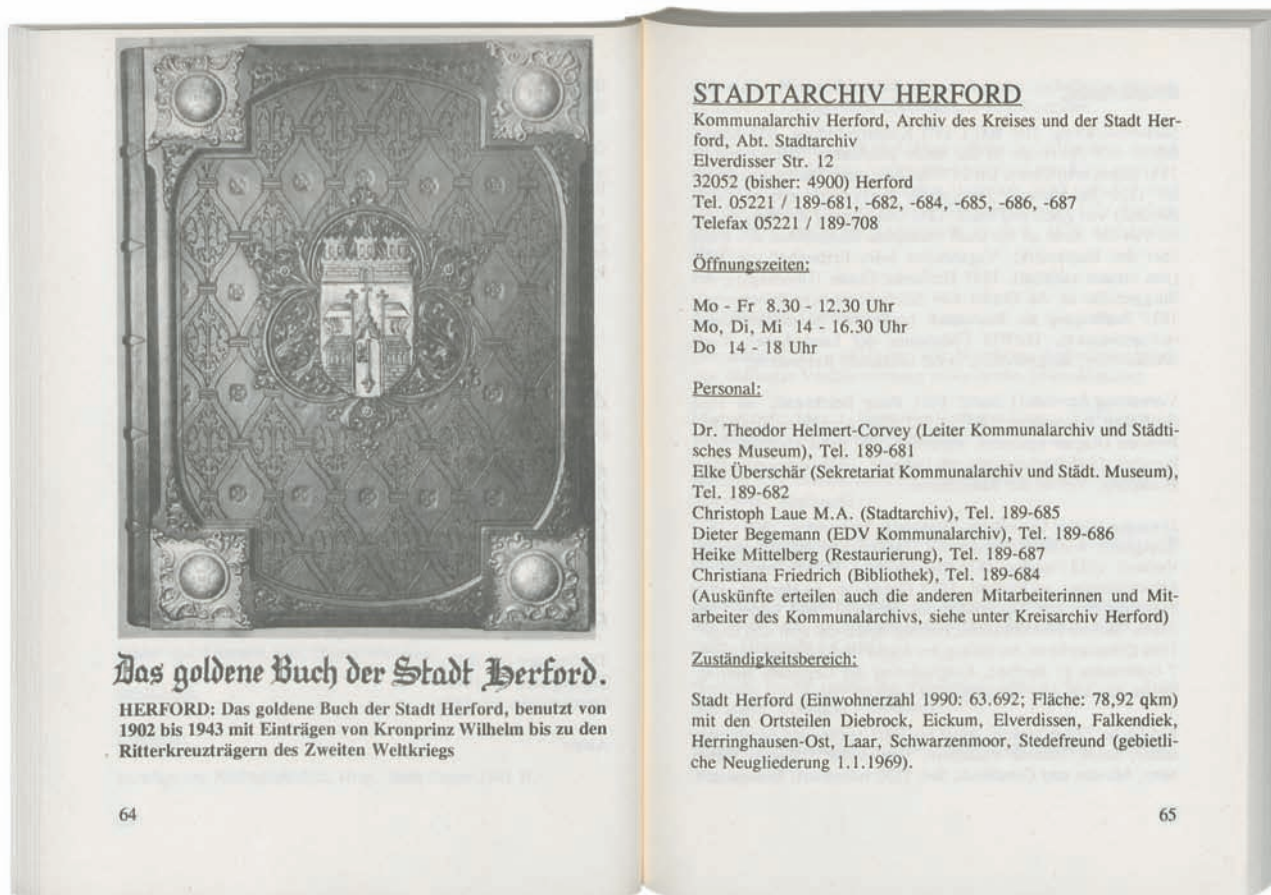 Das goldene Buch der Stadt Herford.
HERFORD: Das goldene Buch der Stadt Herford, benutzt von
1902 bis 1943 mit Einträgen von Kronprinz Wilhelm bis zu den
Ritterkreuzträgern des Zweiten Weltkriegs
64
STADTARCHIV HERFORD
Kommunalarchiv Herford, Archiv des Kreises und der Stadt Her-
ford, Abt. Stadtarchiv
Elverdisser Str. 12
32052 (bisher: 4900) Herford
Tel. 05221 / 189-681, -682, -684, -685, -686, -687
Telefax 05221 / 189-708
Öffnungszeiten:
Mo - Fr 8.30 - 12.30 Uhr
Mo, Di, Mi 14 - 16.30 Uhr
Do 14 - 18 Uhr
Personal:
Dr. Theodor Helmert-Corvey (Leiter Kommunalarchiv und Städti-
sches Museum), Tel. 189-681
Elke Überschär (Sekretariat Kommunalarchiv und Städt. Museum),
Tel. 189-682
Christoph Laue M.A. (Stadtarchiv), Tel. 189-685
Dieter Begemann (EDV Kommunalarchiv), Tel. 189-686
Heike Mittelberg (Restaurierung), Tel. 189-687
Christiana Friedrich (Bibliothek), Tel. 189-684
(Auskünfte erteilen auch die anderen Mitarbeiterinnen und Mit-
arbeiter des Kommunalarchivs, siehe unter Kreisarchiv Herford)
Zuständigkeitsbereich:
Stadt Herford (Einwohnerzahl 1990: 63.692; Fläche: 78,92 qkm)
mit den Ortsteilen Diebrock, Eickum, Elverdissen, Falkendiek,
Herringhausen-Ost, Laar, Schwarzenmoor, Stedefreund (gebietli-
che Neugliederung 1.1.1969).
65